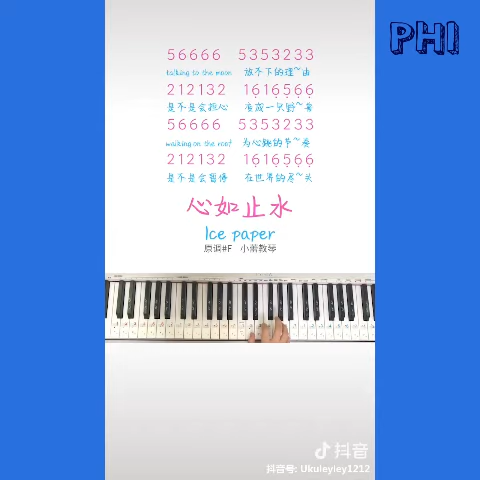 PHI
56666 5353233
talking to the moon 放不下的理~由
212132 1616566
是不是会担心 变成一只野~兽
56666 5353233
walking on the roof 为心跳的节~奏
212132 1616566
是不是会暂停 在世界的尽~头
心如止水
Ice paper
原调#F 小蕾教琴
抖音
抖音号: Ukuleyley1212